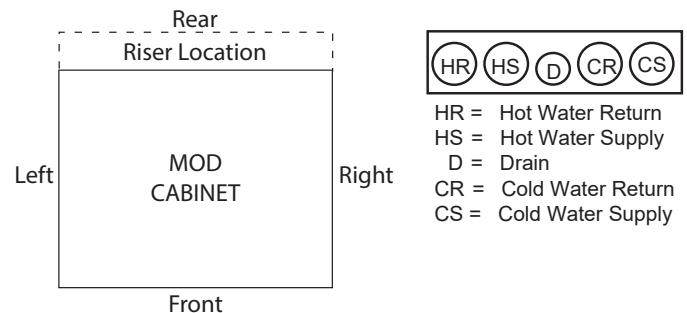 Rear
Riser Location
Left
MOD
CABINET
Right
Front
HR HS D CR CS
HR = Hot Water Return
HS = Hot Water Supply
D = Drain
CR = Cold Water Return
CS = Cold Water Supply